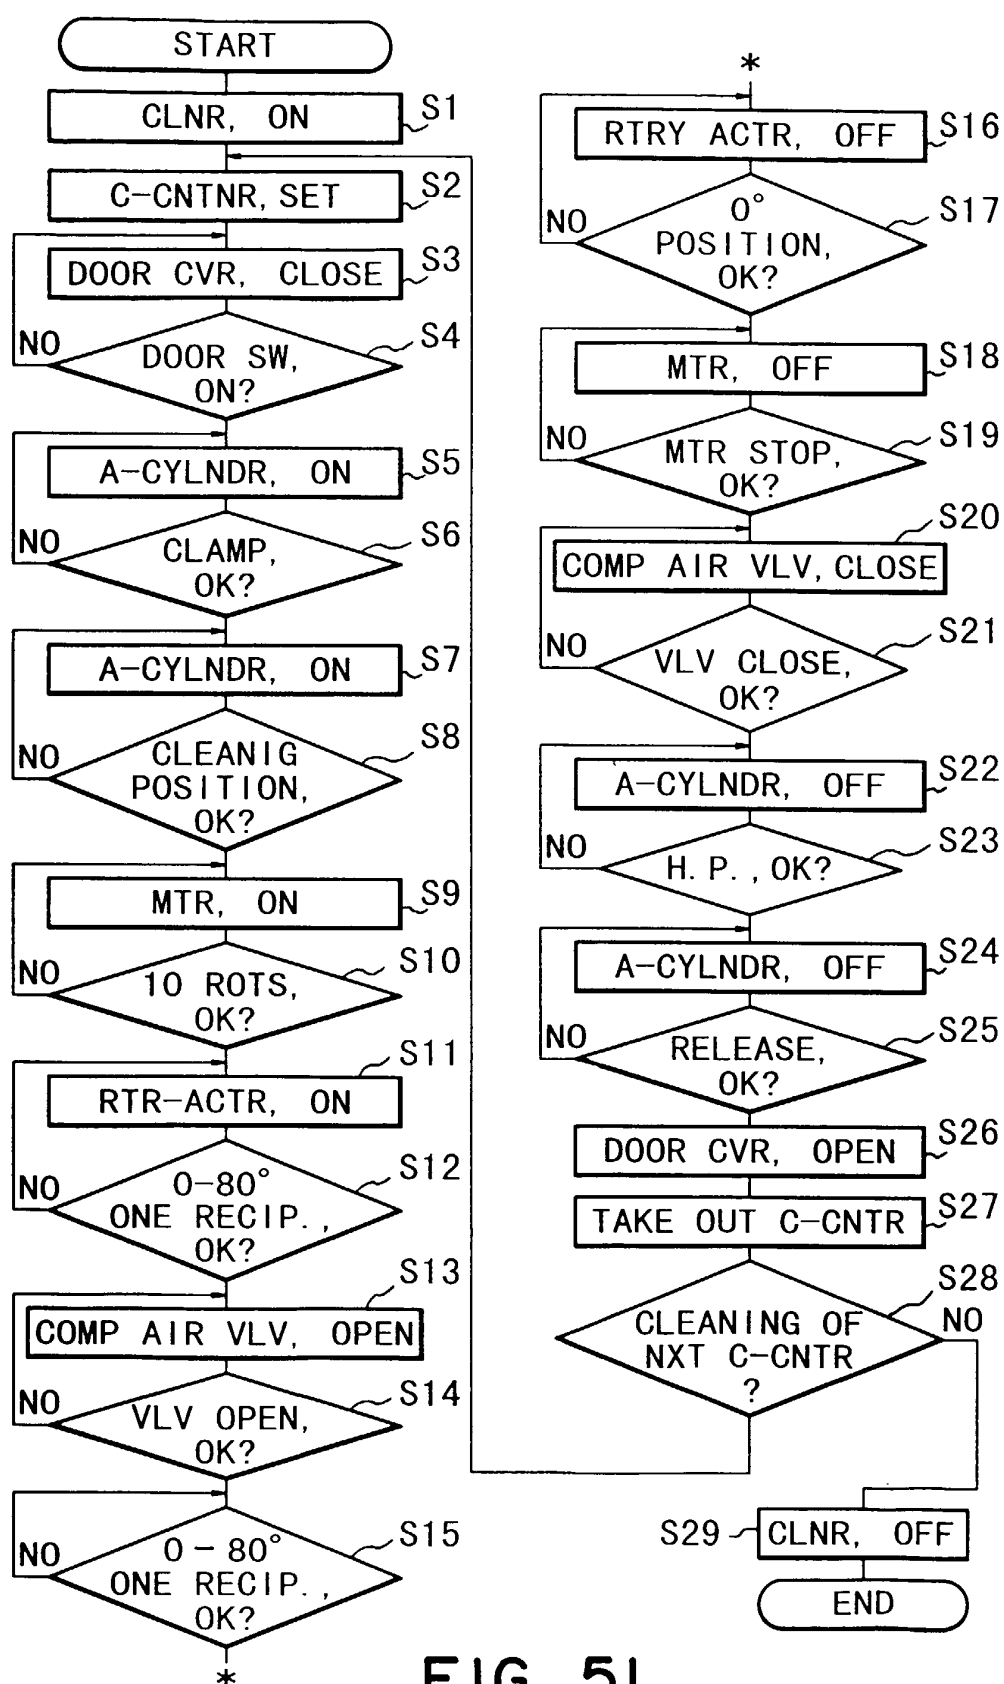 START
CLNR, ON
S1
C-CNTNR, SET
S2
DOOR CVR, CLOSE
S3
NO
DOOR SW,
ON?
S4
A-CYLNDR, ON
S5
NO
CLAMP,
OK?
S6
A-CYLNDR, ON
S7
NO
CLEANIG
POSITION,
OK?
S8
MTR, ON
S9
NO
10 ROTS,
OK?
S10
RTR-ACTR, ON
S11
NO
0-80°
ONE RECIP.,
OK?
S12
COMP AIR VLV, OPEN
S13
NO
VLV OPEN,
OK?
S14
NO
0-80°
ONE RECIP.,
OK?
S15
*
*
RTRY ACTR, OFF
S16
NO
0°
POSITION,
OK?
S17
MTR, OFF
S18
NO
MTR STOP,
OK?
S19
COMP AIR VLV, CLOSE
S20
NO
VLV CLOSE,
OK?
S21
A-CYLNDR, OFF
S22
NO
H.P., OK?
S23
A-CYLNDR, OFF
S24
NO
RELEASE,
OK?
S25
DOOR CVR, OPEN
S26
TAKE OUT C-CNTR
S27
CLEANING OF
NXT C-CNTR
?
S28
NO
S29
CLNR, OFF
END
FIG. 51